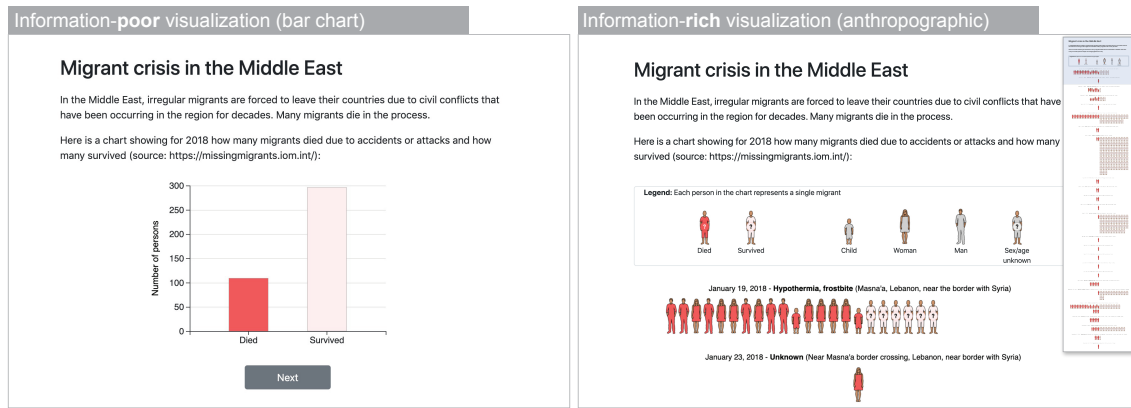 Information-poor visualization (bar chart)
Migrant crisis in the Middle East
In the Middle East, irregular migrants are forced to leave their countries due to civil conflicts that
have been occurring in the region for decades. Many migrants die in the process.
Here is a chart showing for 2018 how many migrants died due to accidents or attacks and how
many survived (source: https://missingmigrants.iom.int/):
300
250
200
150
100
50
0
Number of persons
Died
Survived
Next
Information-rich visualization (anthropographic)
Migrant crisis in the Middle East
In the Middle East, irregular migrants are forced to leave their countries due to civil conflicts that have
been occurring in the region for decades. Many migrants die in the process.
Here is a chart showing for 2018 how many migrants died due to accidents or attacks and how many
survived (source: https://missingmigrants.iom.int/):
Legend: Each person in the chart represents a single migrant
Died
Survived
Child
Woman
Man
Sex/age
unknown
January 19, 2018 - Hypothermia, frostbite (Masna'a, Lebanon, near the border with Syria)
? ? ? ? ? ?
January 23, 2018 - Unknown (Near Masna'a border crossing, Lebanon, near border with Syria)